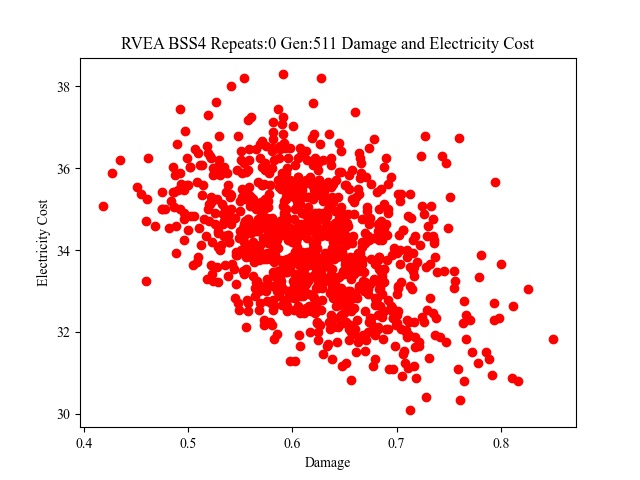 RVEA BSS4 Repeats:0 Gen:511 Damage and Electricity Cost
38
36
34
32
30
Electricity Cost
0.4 0.5 0.6 0.7 0.8
Damage